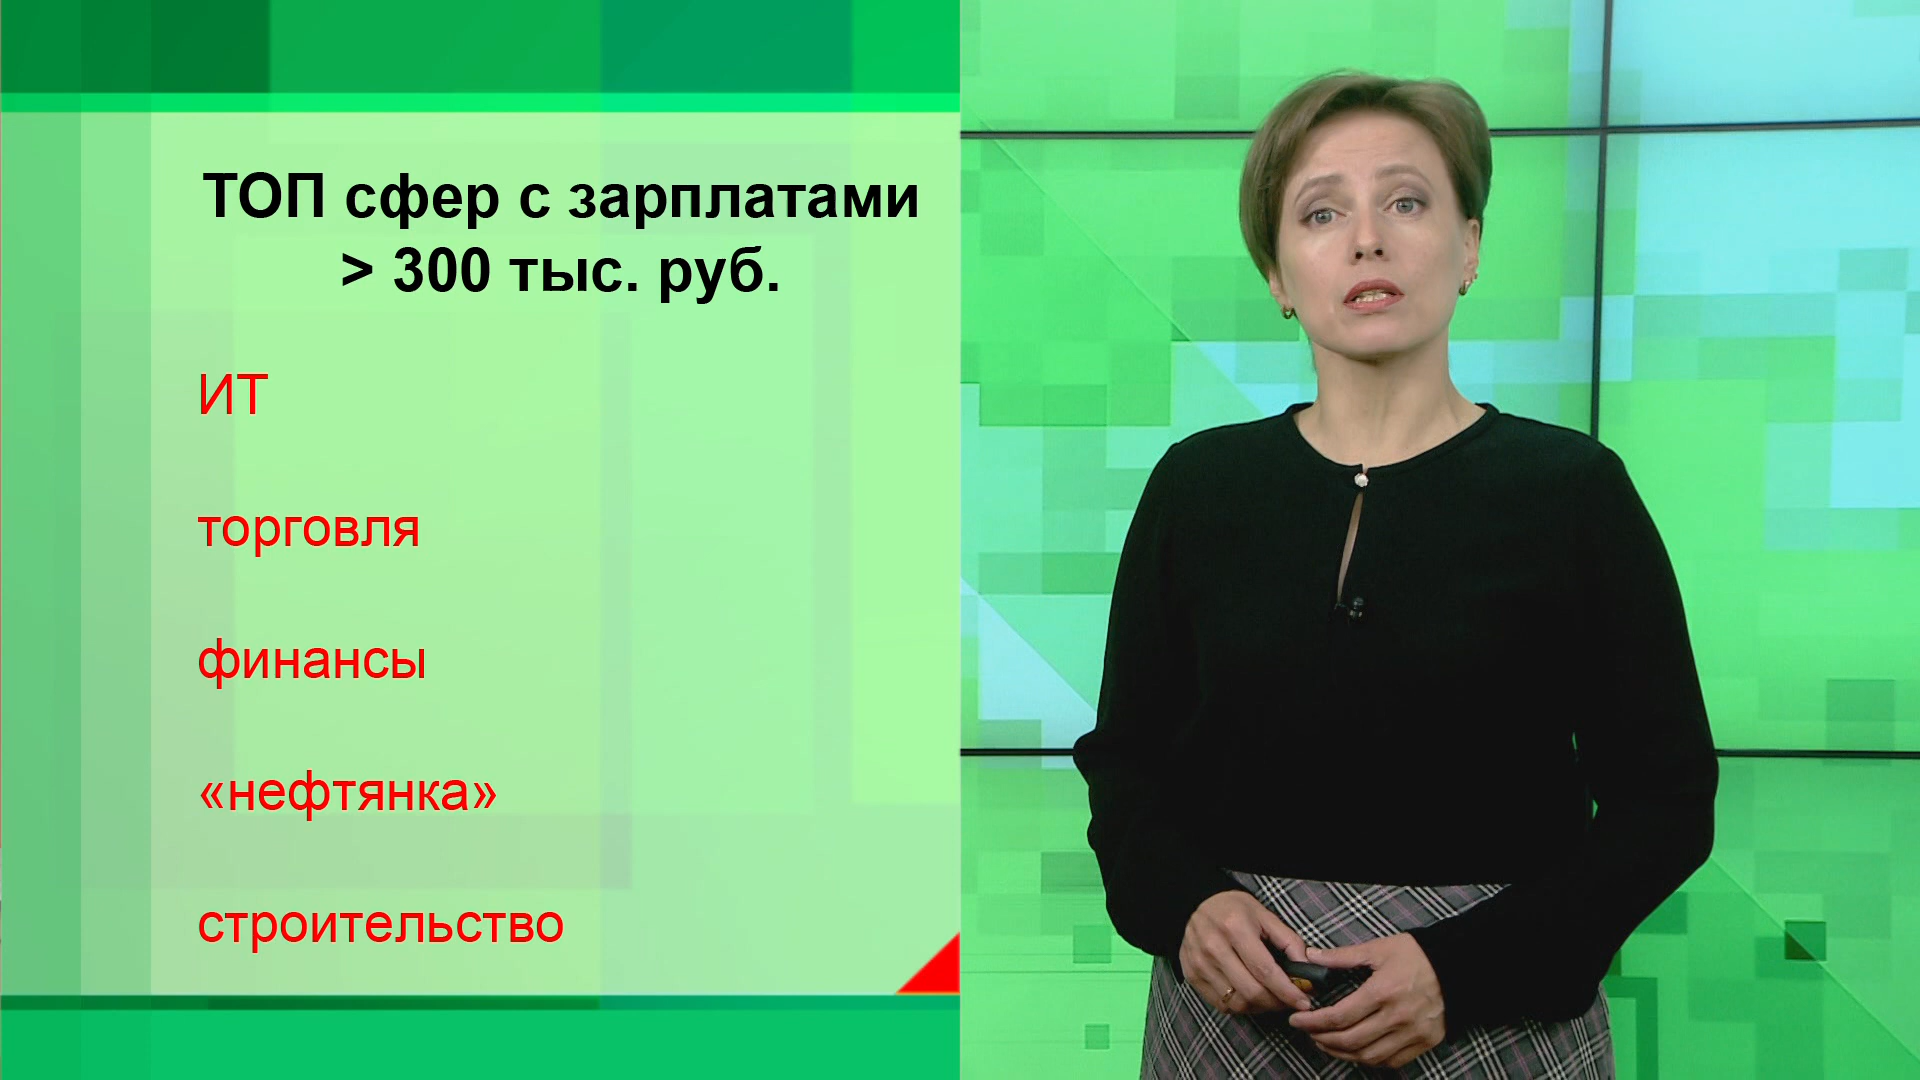 ТОП сфер с зарплатами
> 300 тыс. руб.
ИТ
торговля
финансы
«нефтянка»
строительство